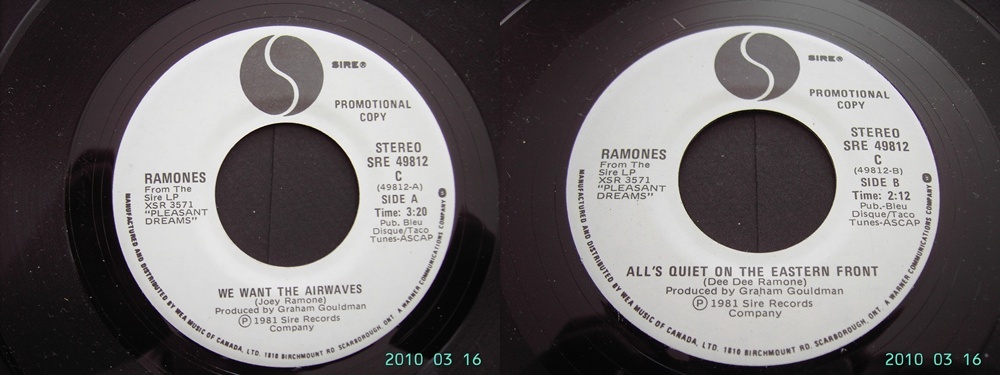 SIRE®
PROMOTIONAL
COPY
STEREO
SRE 49812
C
(49812-A)
SIDE A
Time: 3:20
Pub. Bleu
Disque/Taco
Tunes-ASCAP
RAMONES
From The
Sire LP
XSR 3571
"PLEASANT
DREAMS"
WE WANT THE AIRWAVES
(Joey Ramone)
Produced by Graham Gouldman
Ⓟ 1981 Sire Records
Company
MANUFACTURED AND DISTRIBUTED BY WEA MUSIC OF CANADA, LTD. 1810 BIRCHMOUNT RD. SCARBOROUGH, ONT. A WARNER COMMUNICATIONS COMPANY
2010 03 16
SIRE®
PROMOTIONAL
COPY
STEREO
SRE 49812
C
(49812-B)
SIDE B
Time: 2:12
Pub.-Bleu
Disque/Taco
Tunes-ASCAP
RAMONES
From The
Sire LP
XSR 3571
"PLEASANT
DREAMS"
ALL'S QUIET ON THE EASTERN FRONT
(Dee Dee Ramone)
Produced by Graham Gouldman
Ⓟ 1981 Sire Records
Company
MANUFACTURED AND DISTRIBUTED BY WEA MUSIC OF CANADA, LTD. 1810 BIRCHMOUNT RD. SCARBOROUGH, ONT. A WARNER COMMUNICATIONS COMPANY
2010 03 16